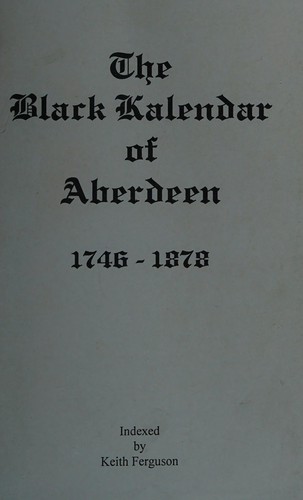 The
Black Kalendar
of
Aberdeen
1746 - 1878
Indexed
by
Keith Ferguson